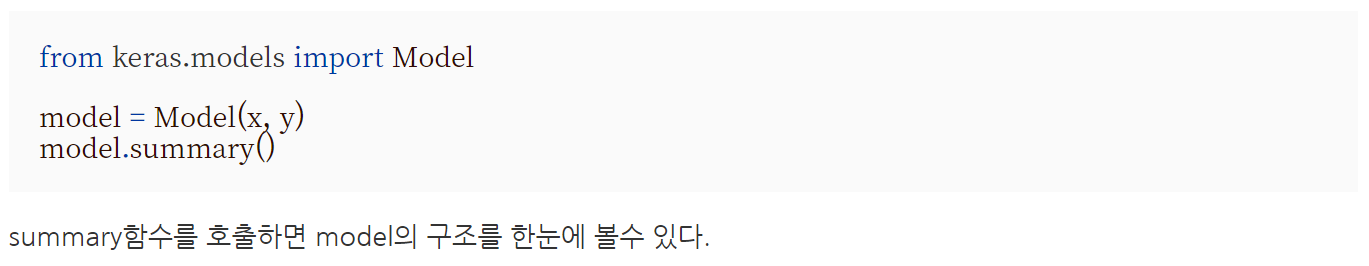 from keras.models import Model
model = Model(x, y)
model.summary()
summary함수를 호출하면 model의 구조를 한눈에 볼수 있다.